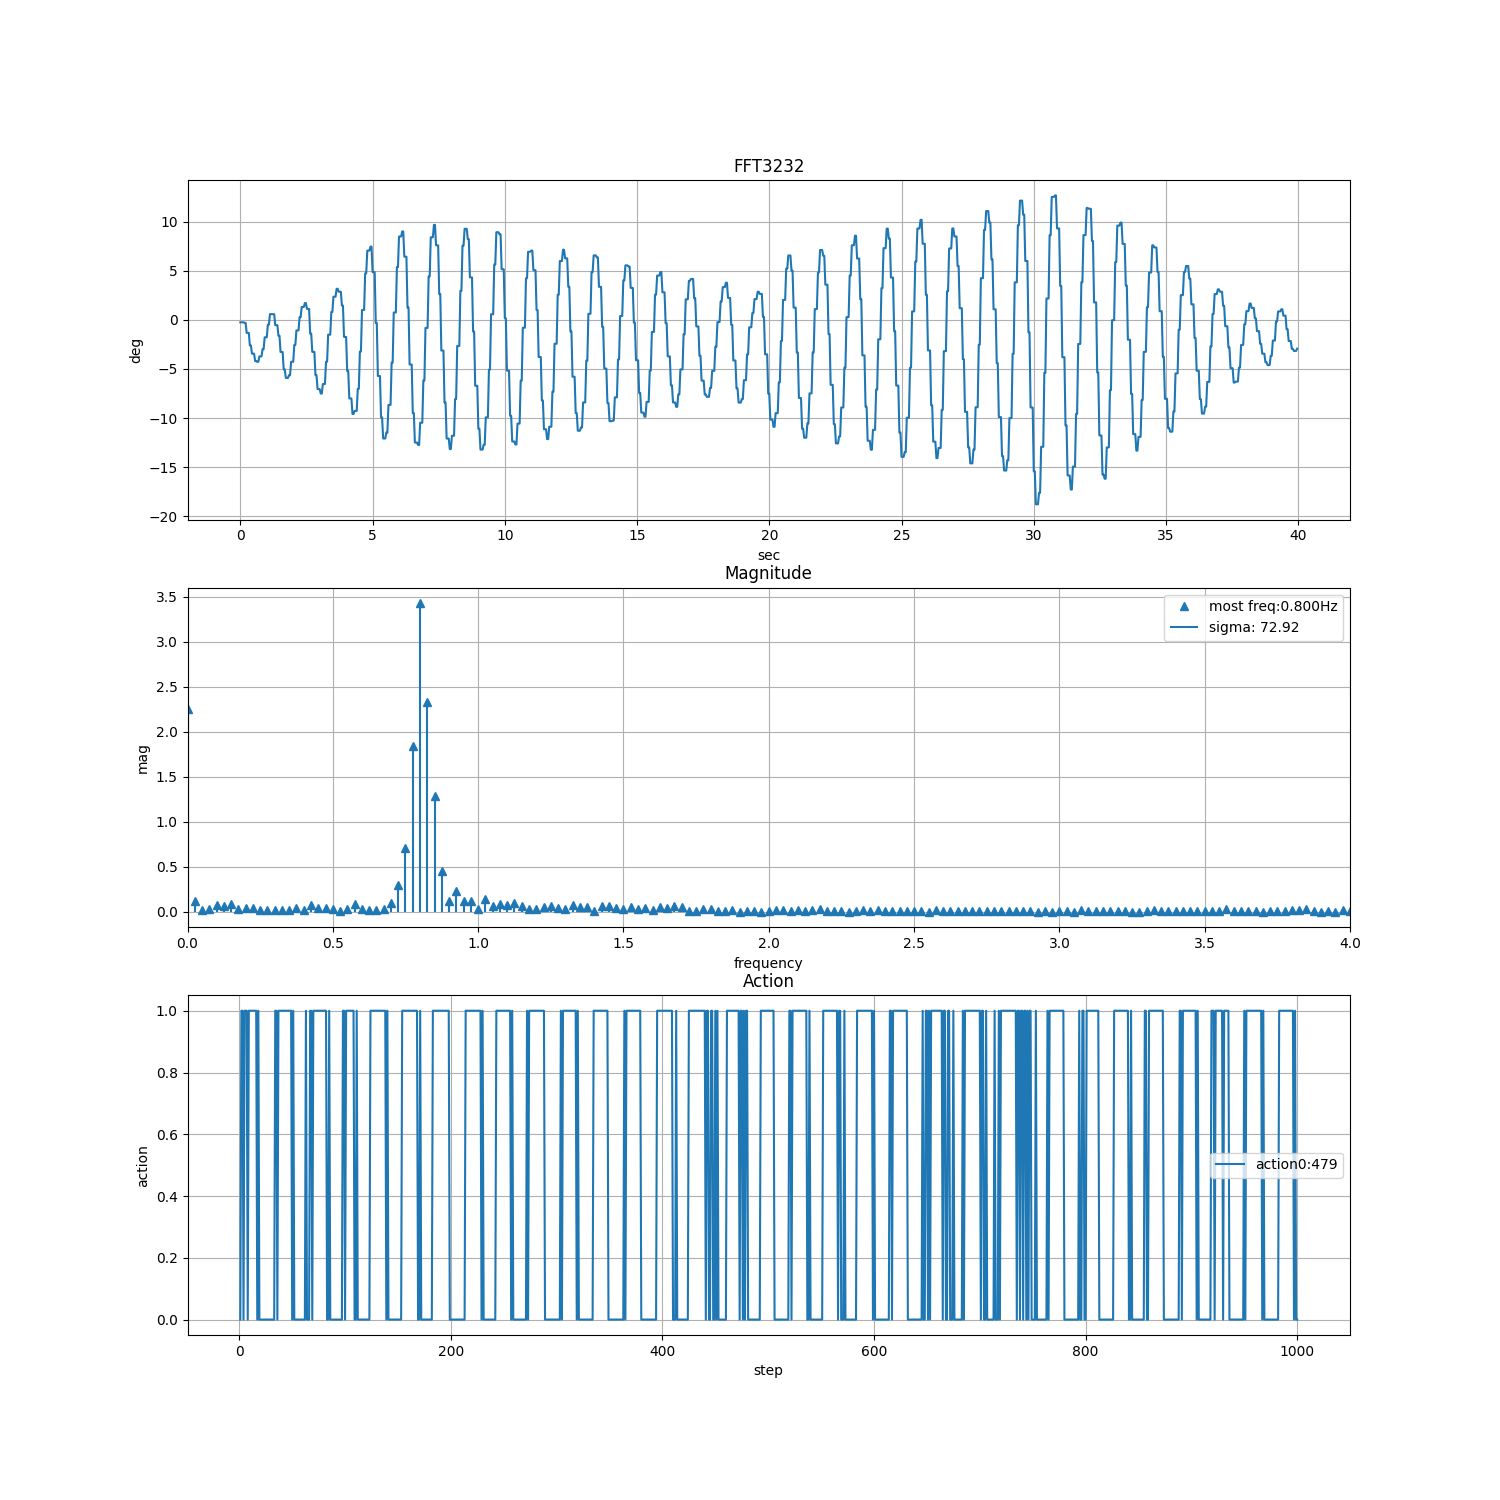 FFT3232
10
5
0
−5
−10
−15
−20
deg
0 5 10 15 20 25 30 35 40
sec
Magnitude
3.5
3.0
2.5
2.0
1.5
1.0
0.5
0.0
mag
most freq:0.800Hz
sigma: 72.92
0.0 0.5 1.0 1.5 2.0 2.5 3.0 3.5 4.0
frequency
Action
1.0
0.8
0.6
0.4
0.2
0.0
action
action0:479
0 200 400 600 800 1000
step